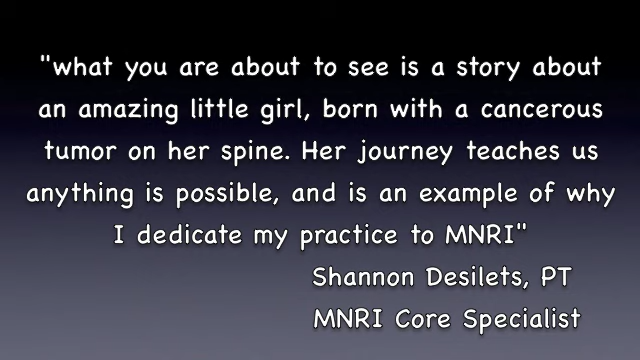 "what you are about to see is a story about
an amazing little girl, born with a cancerous
tumor on her spine. Her journey teaches us
anything is possible, and is an example of why
I dedicate my practice to MNRI"
Shannon Desilets, PT
MNRI Core Specialist